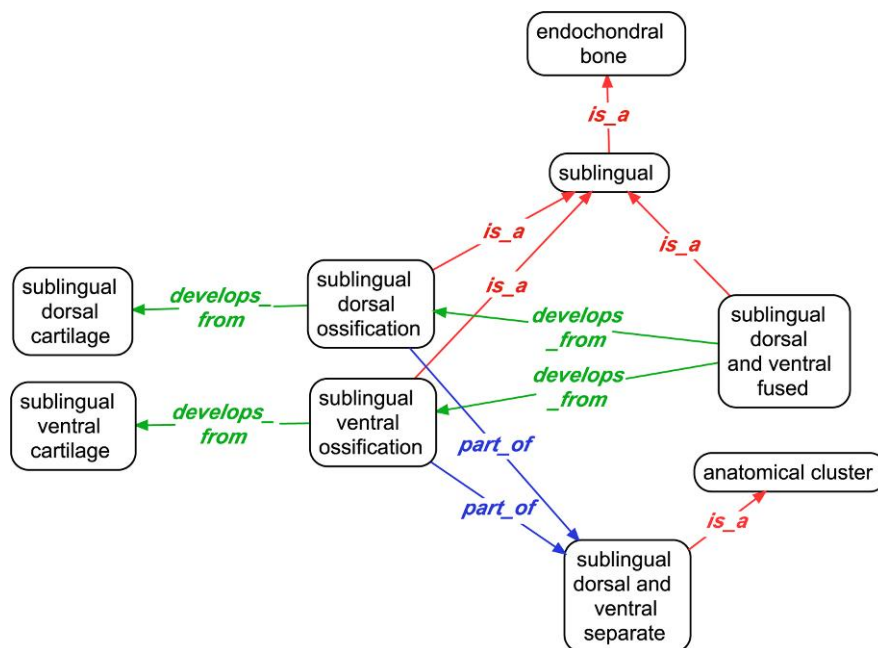 endochondral
bone
is_a
sublingual
is_a
is_a
is_a
sublingual
dorsal
cartilage
develops_
from
sublingual
dorsal
ossification
develops
_from
sublingual
dorsal
and ventral
fused
sublingual
ventral
cartilage
develops_
from
sublingual
ventral
ossification
develops
_from
part_of
part_of
anatomical cluster
is_a
sublingual
dorsal and
ventral
separate